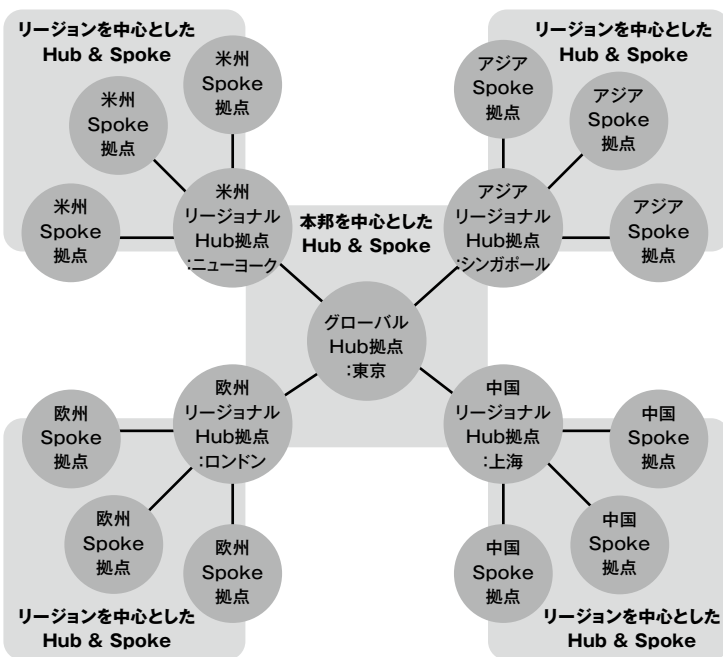 リージョンを中心とした
Hub & Spoke
米州
Spoke
拠点
米州
Spoke
拠点
米州
Spoke
拠点
米州
リージョナル
Hub拠点
:ニューヨーク
リージョンを中心とした
Hub & Spoke
アジア
Spoke
拠点
アジア
Spoke
拠点
アジア
Spoke
拠点
アジア
リージョナル
Hub拠点
:シンガポール
本邦を中心とした
Hub & Spoke
グローバル
Hub拠点
:東京
欧州
リージョナル
Hub拠点
:ロンドン
欧州
Spoke
拠点
欧州
Spoke
拠点
欧州
Spoke
拠点
リージョンを中心とした
Hub & Spoke
中国
リージョナル
Hub拠点
:上海
中国
Spoke
拠点
中国
Spoke
拠点
中国
Spoke
拠点
リージョンを中心とした
Hub & Spoke